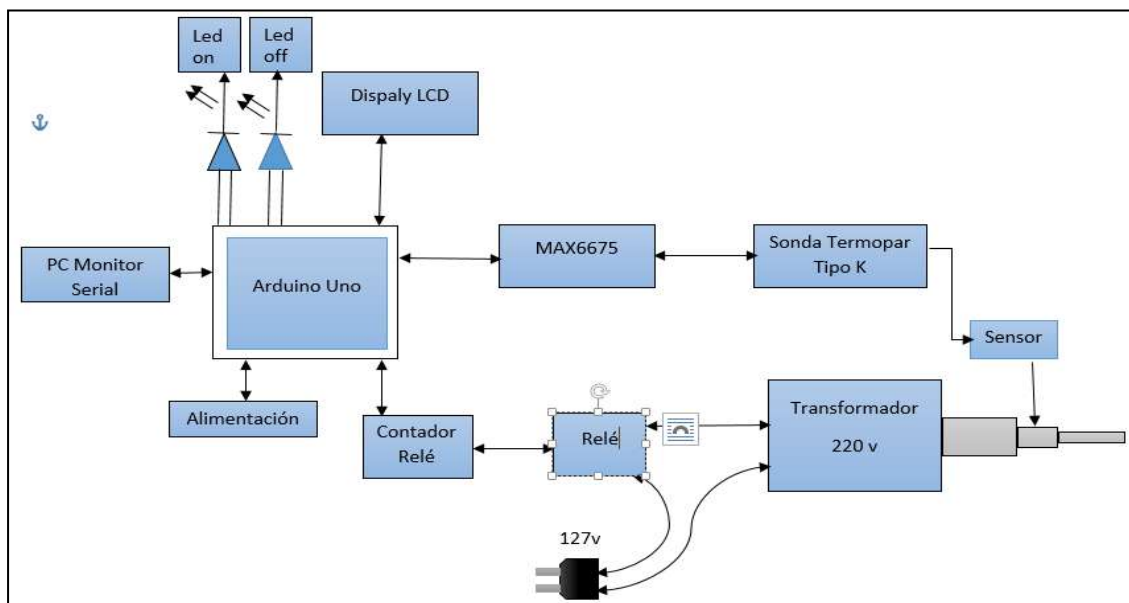 Led
on
Led
off
Dispaly LCD
PC Monitor
Serial
Arduino Uno
MAX6675
Sonda Termopar
Tipo K
Sensor
Alimentación
Contador
Relé
Relé
Transformador
220 v
127v